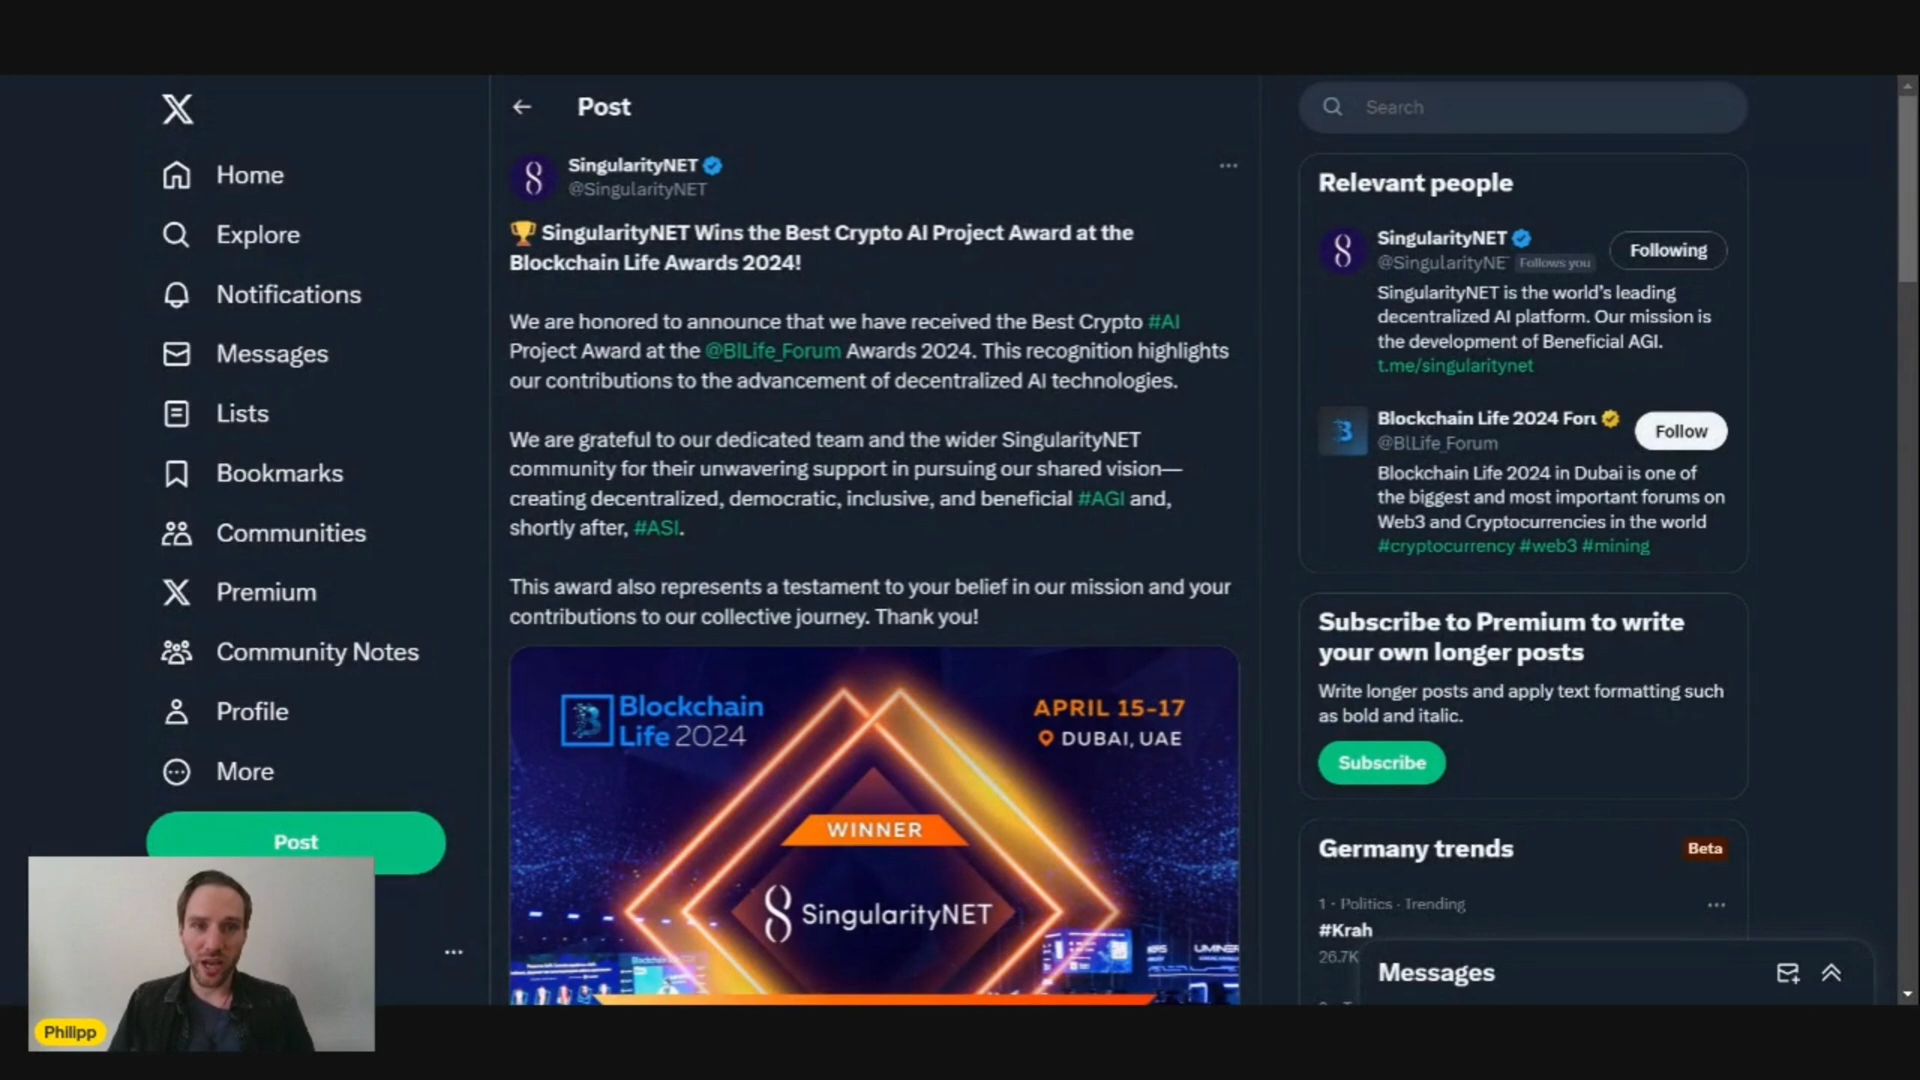 Home
Explore
Notifications
Messages
Lists
Bookmarks
Communities
Premium
Community Notes
Profile
More
Post
Philipp
Post
SingularityNET
@SingularityNET
SingularityNET Wins the Best Crypto AI Project Award at the
Blockchain Life Awards 2024!
We are honored to announce that we have received the Best Crypto #AI
Project Award at the @BlLife_Forum Awards 2024. This recognition highlights
our contributions to the advancement of decentralized AI technologies.
We are grateful to our dedicated team and the wider SingularityNET
community for their unwavering support in pursuing our shared vision—
creating decentralized, democratic, inclusive, and beneficial #AGI and,
shortly after, #ASI.
This award also represents a testament to your belief in our mission and your
contributions to our collective journey. Thank you!
Blockchain
Life 2024
APRIL 15-17
DUBAI, UAE
WINNER
SingularityNET
Search
Relevant people
SingularityNET
@SingularityNE Follows you
Following
SingularityNET is the world's leading
decentralized AI platform. Our mission is
the development of Beneficial AGI.
t.me/singularitynet
Blockchain Life 2024 Foru
@BlLife_Forum
Follow
Blockchain Life 2024 in Dubai is one of
the biggest and most important forums on
Web3 and Cryptocurrencies in the world
#cryptocurrency #web3 #mining
Subscribe to Premium to write
your own longer posts
Write longer posts and apply text formatting such
as bold and italic.
Subscribe
Germany trends
Beta
1 · Politics · Trending
#Krah
26.7K
Messages